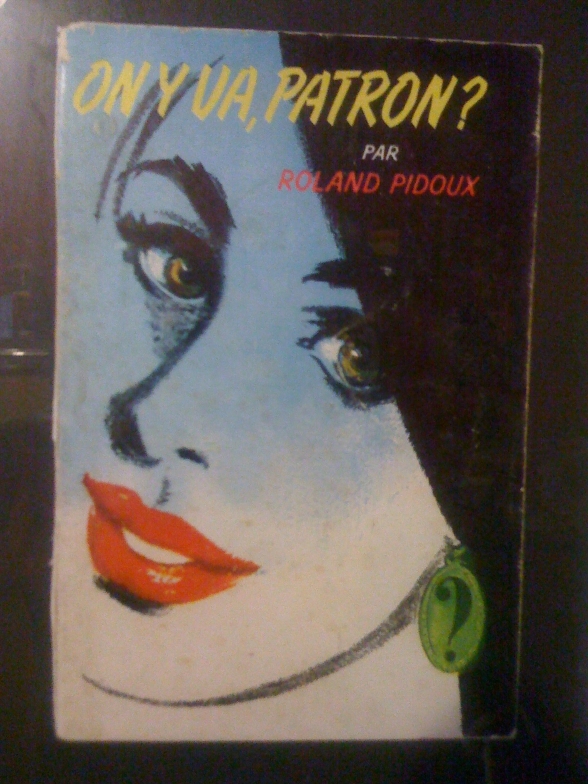 ON Y VA, PATRON?
PAR
ROLAND PIDOUX
?